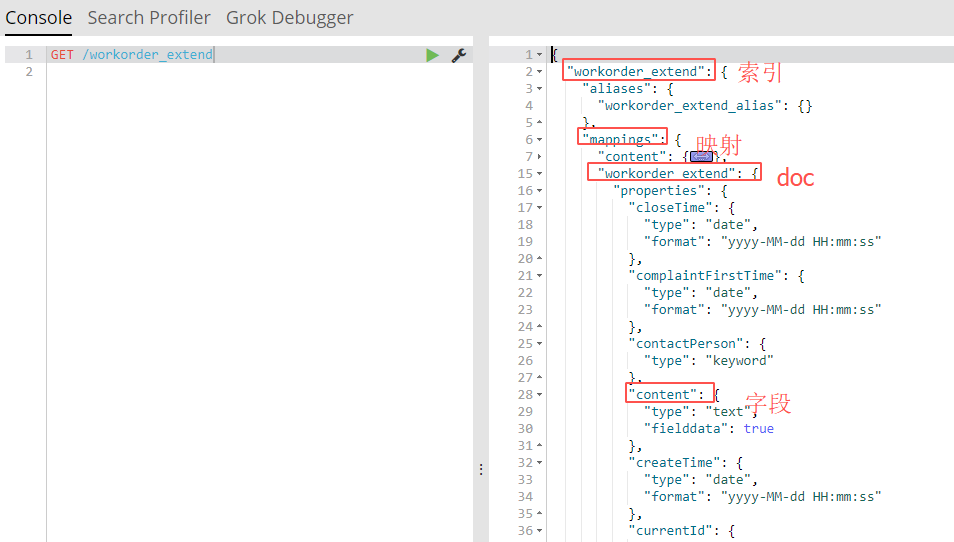 Console Search Profiler Grok Debugger
1 GET /workorder_extend
2
1 {
2 "workorder_extend": { 索引
3 "aliases": {
4 "workorder_extend_alias": {}
5 },
6 "mappings": { 映射
7 "content": {},
15 "workorder_extend": { doc
16 "properties": {
17 "closeTime": {
18 "type": "date",
19 "format": "yyyy-MM-dd HH:mm:ss"
20 },
21 "complaintFirstTime": {
22 "type": "date",
23 "format": "yyyy-MM-dd HH:mm:ss"
24 },
25 "contactPerson": {
26 "type": "keyword"
27 },
28 "content": { 字段
29 "type": "text",
30 "fielddata": true
31 },
32 "createTime": {
33 "type": "date",
34 "format": "yyyy-MM-dd HH:mm:ss"
35 },
36 "currentId": {